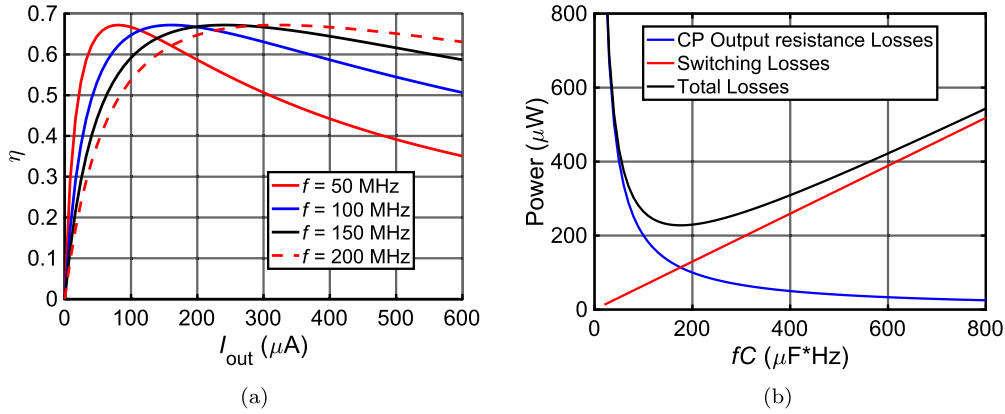 0.7
0.6
0.5
0.4
0.3
0.2
0.1
0
η
f = 50 MHz
f = 100 MHz
f = 150 MHz
f = 200 MHz
0 100 200 300 400 500 600
I_out (μA)
(a)
800
600
400
200
0
Power (μW)
CP Output resistance Losses
Switching Losses
Total Losses
0 200 400 600 800
fC (μF*Hz)
(b)